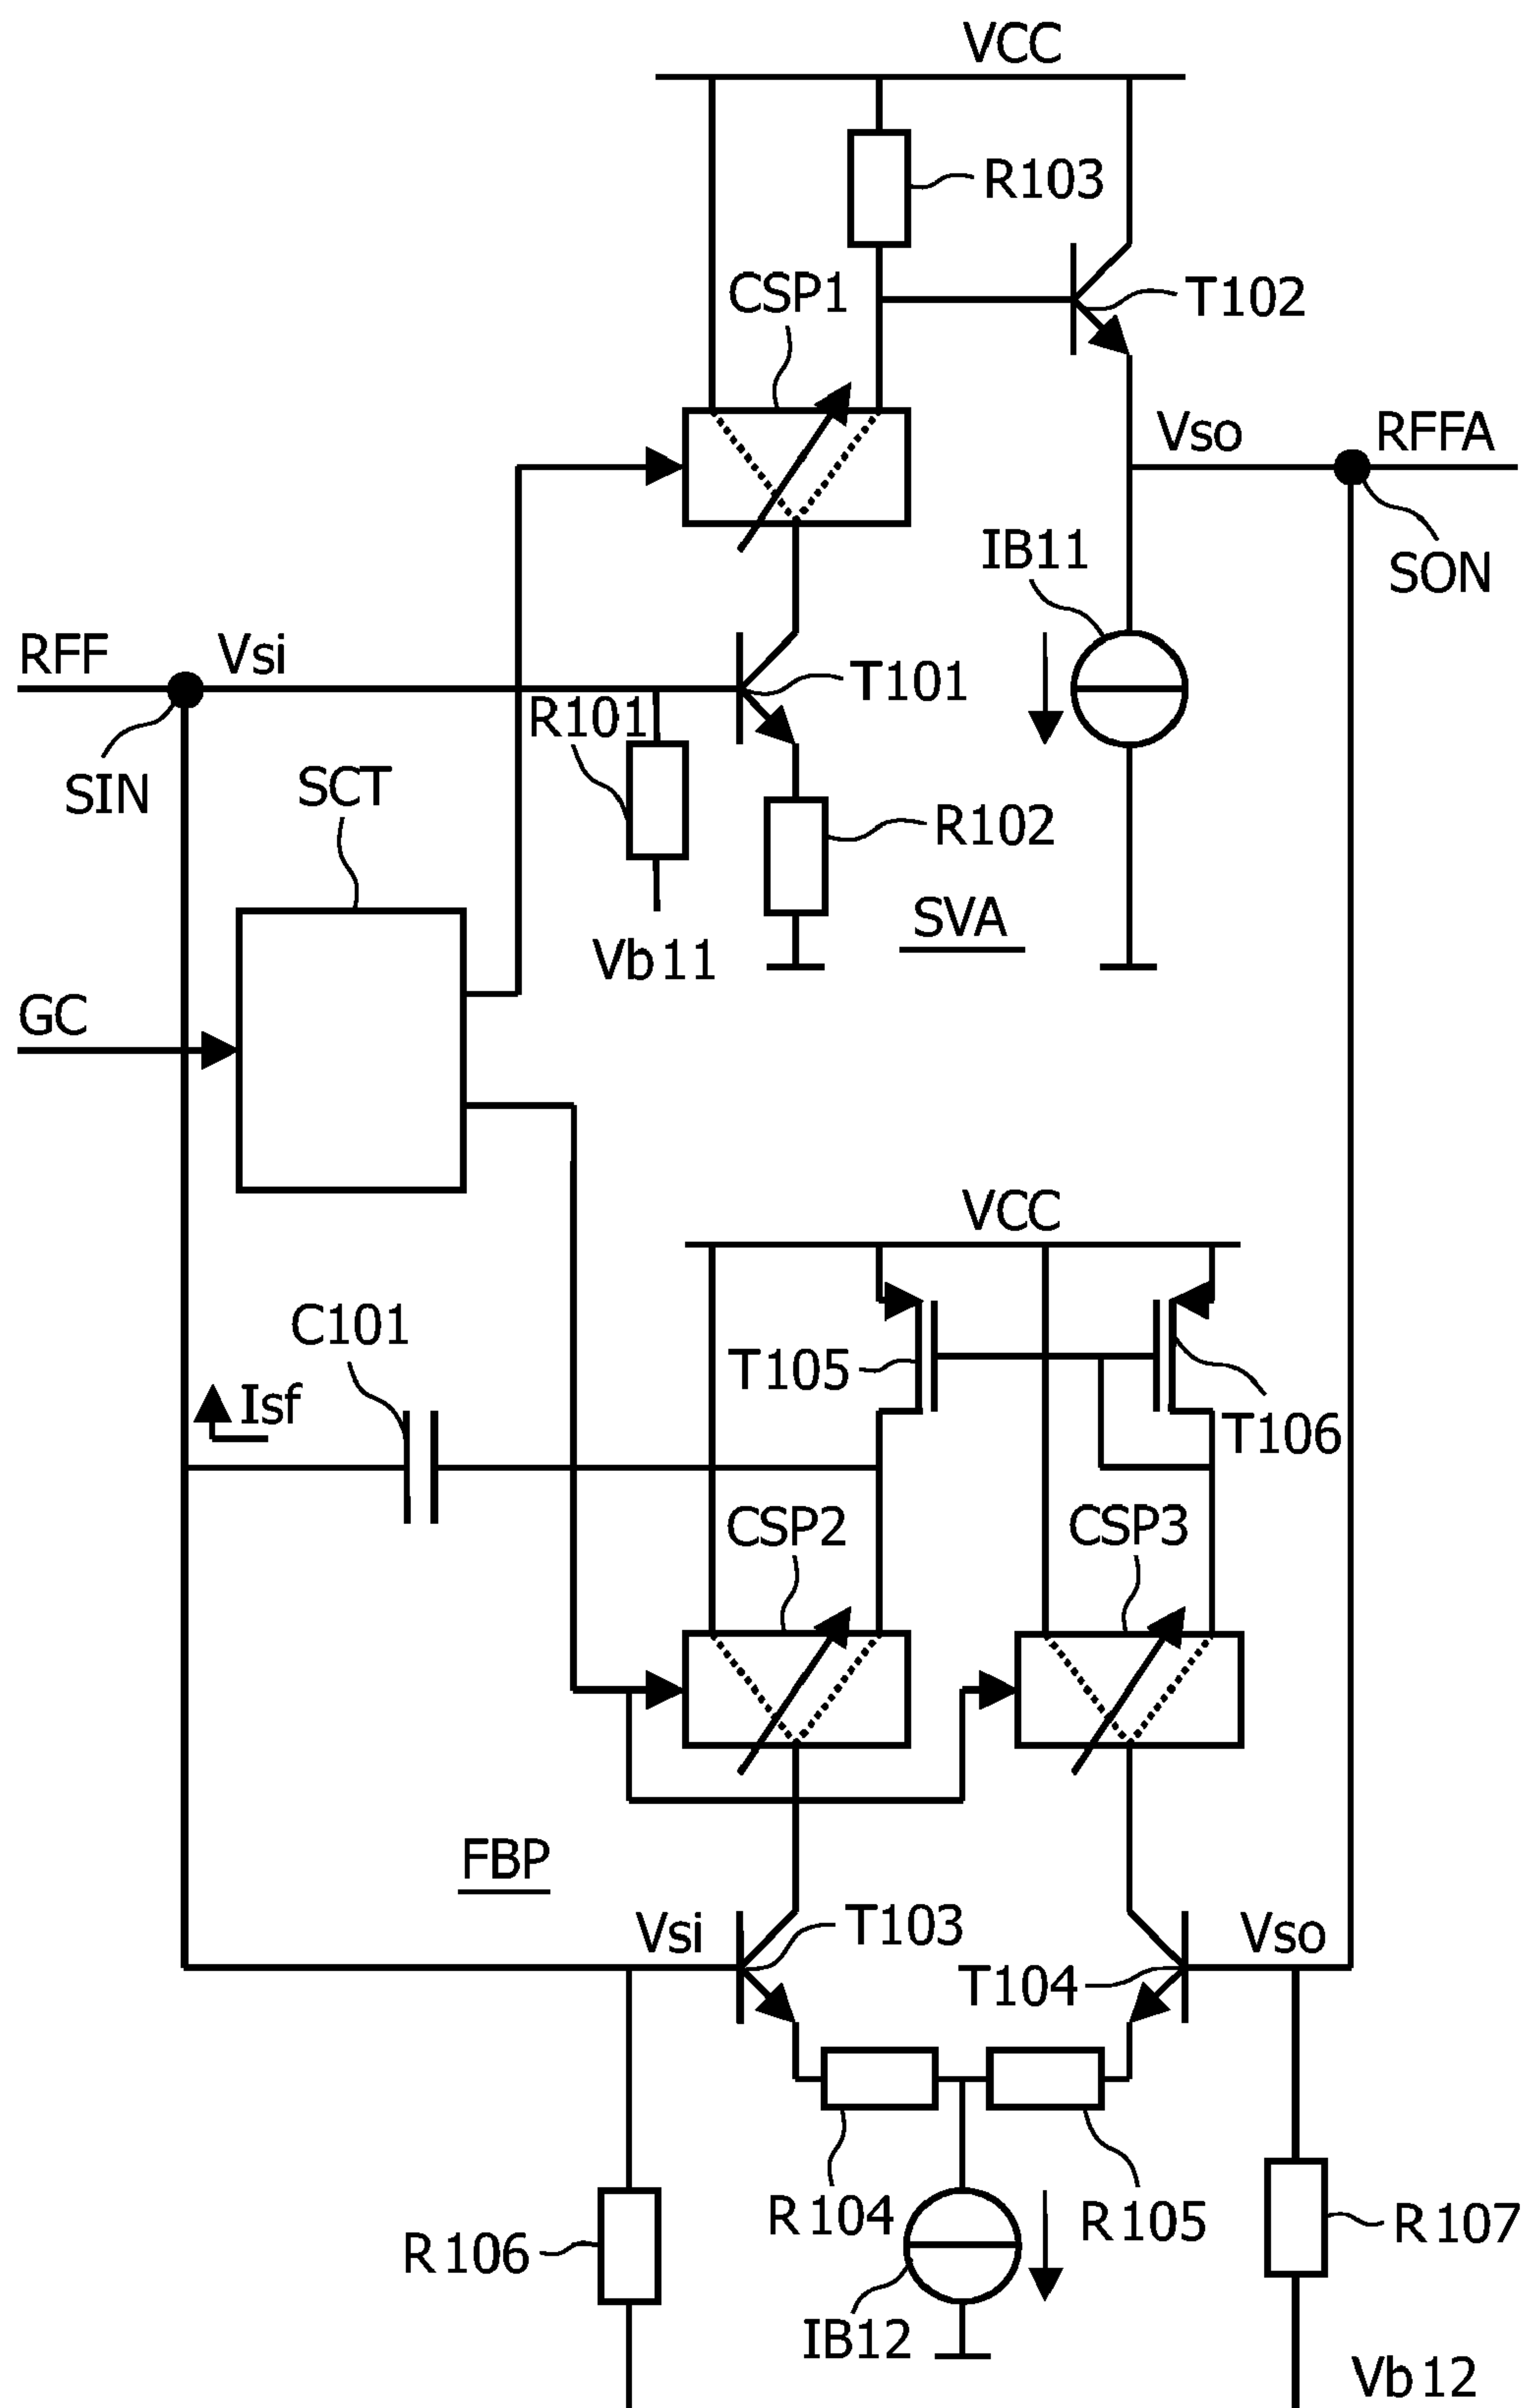 VCC
R103
CSP1
T102
Vso
RFFA
IB11
SON
RFF
Vsi
T101
R101
SIN
SCT
R102
SVA
Vb11
GC
VCC
C101
T105
Isf
T106
CSP2
CSP3
FBP
Vsi
T103
Vso
T104
R104
R105
R107
R106
IB12
Vb12